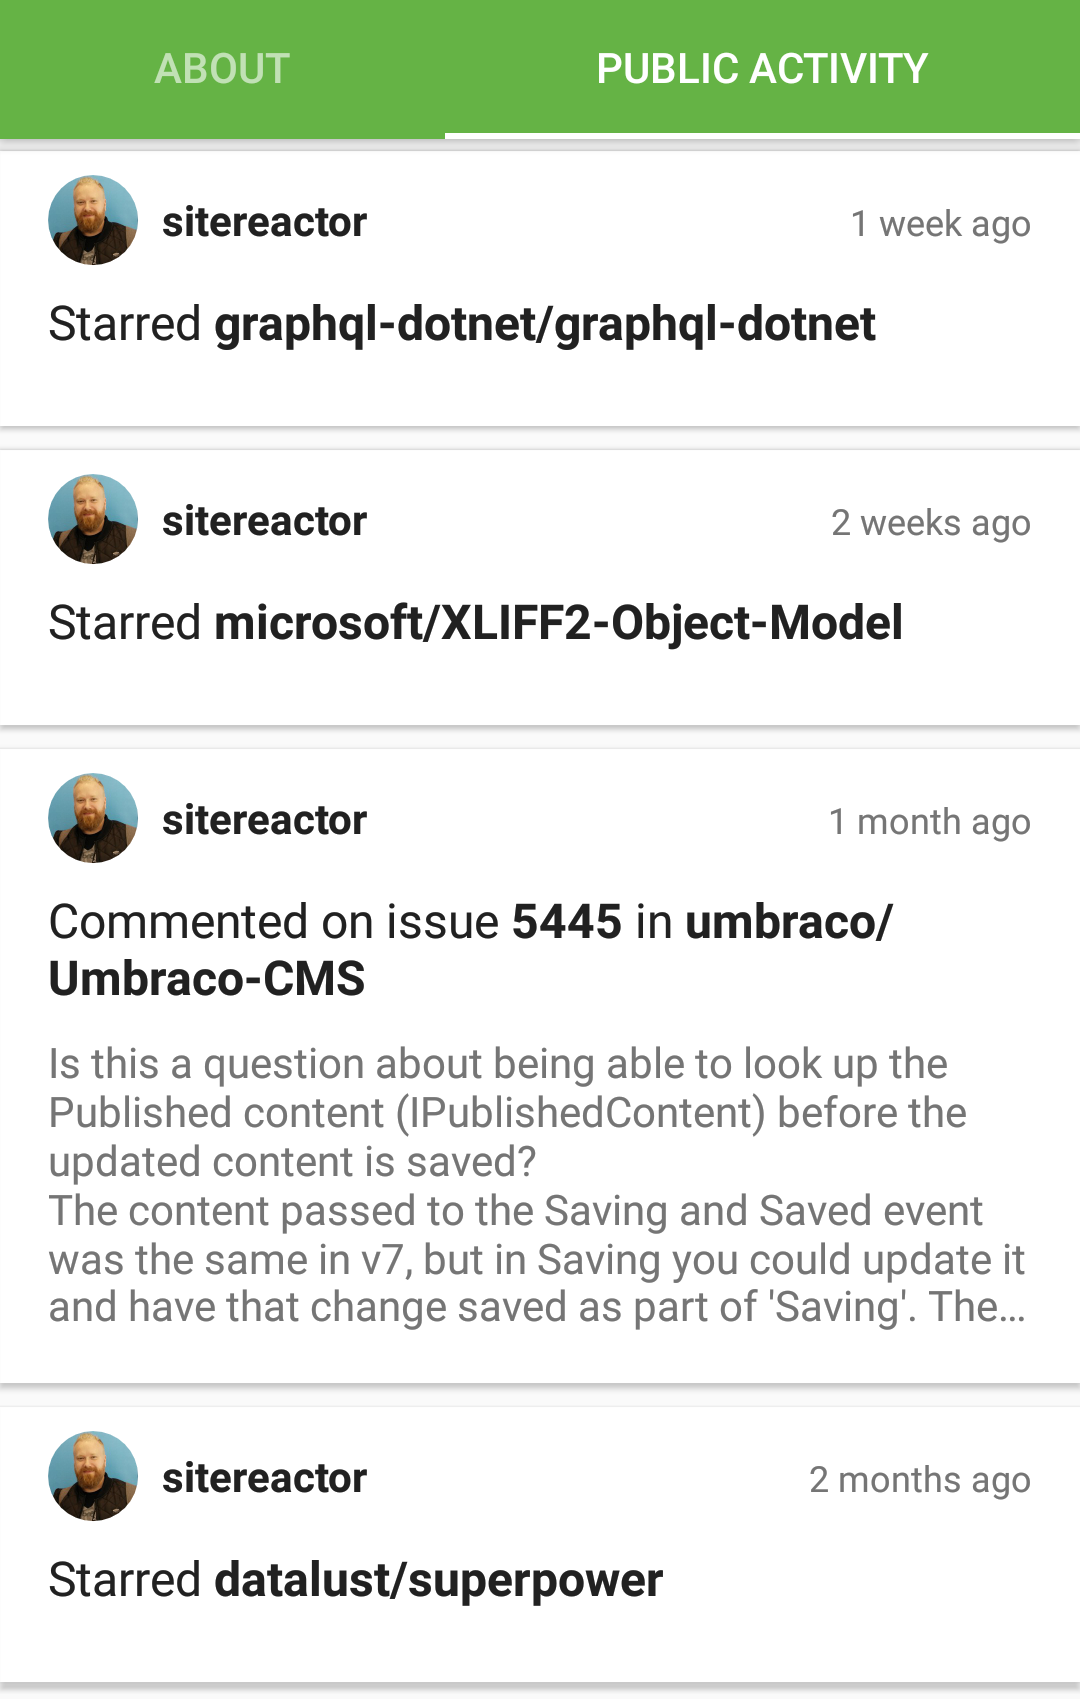 ABOUT
PUBLIC ACTIVITY
sitereactor
1 week ago
Starred graphql-dotnet/graphql-dotnet
sitereactor
2 weeks ago
Starred microsoft/XLIFF2-Object-Model
sitereactor
1 month ago
Commented on issue 5445 in umbraco/
Umbraco-CMS
Is this a question about being able to look up the
Published content (IPublishedContent) before the
updated content is saved?
The content passed to the Saving and Saved event
was the same in v7, but in Saving you could update it
and have that change saved as part of 'Saving'. The...
sitereactor
2 months ago
Starred datalust/superpower